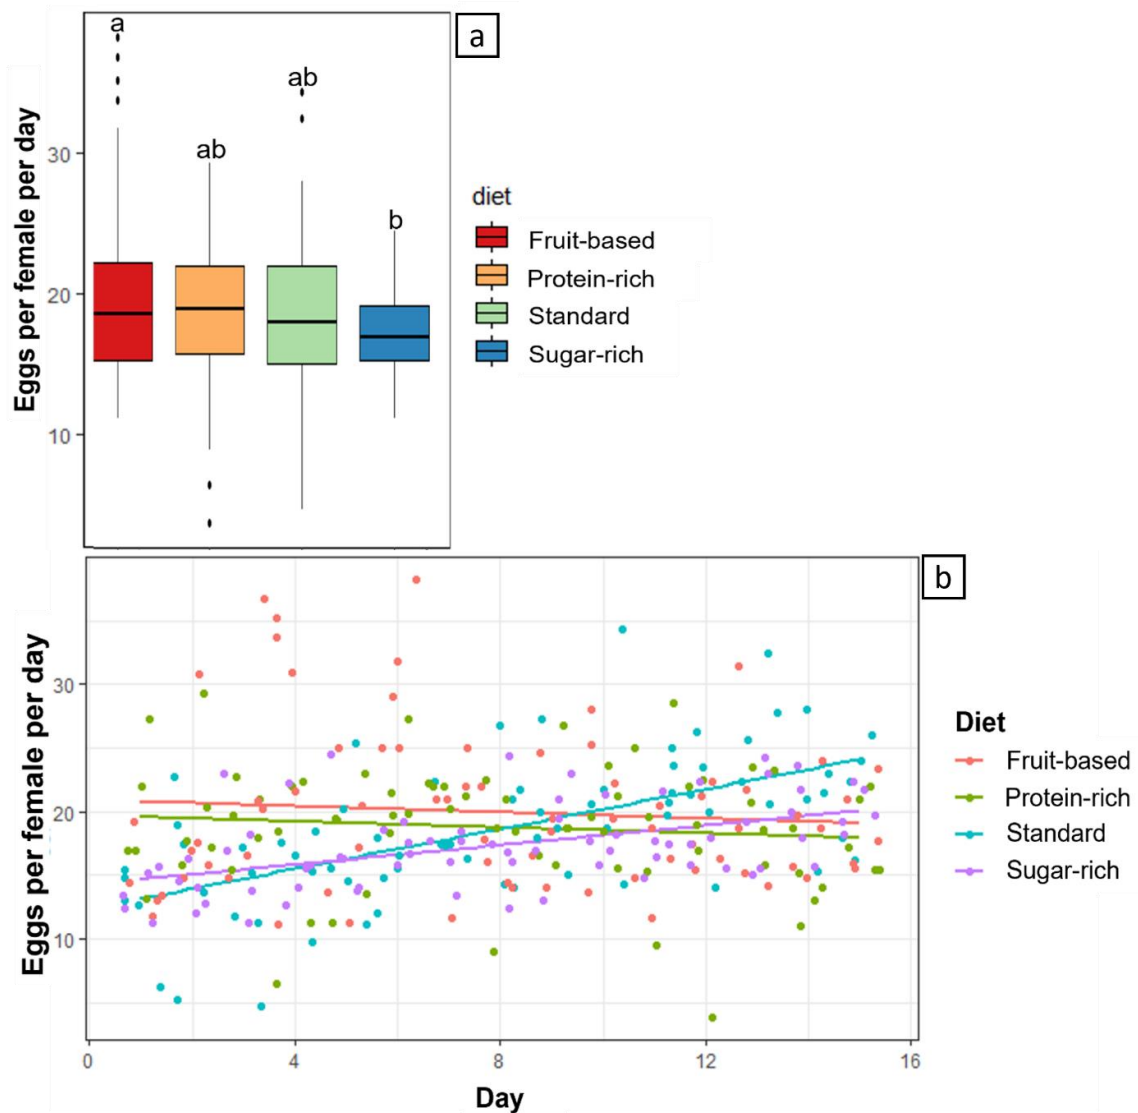 a
a
ab
ab
b
30
20
10
Eggs per female per day
diet
Fruit-based
Protein-rich
Standard
Sugar-rich
b
30
20
10
Eggs per female per day
0 4 8 12 16
Day
Diet
Fruit-based
Protein-rich
Standard
Sugar-rich